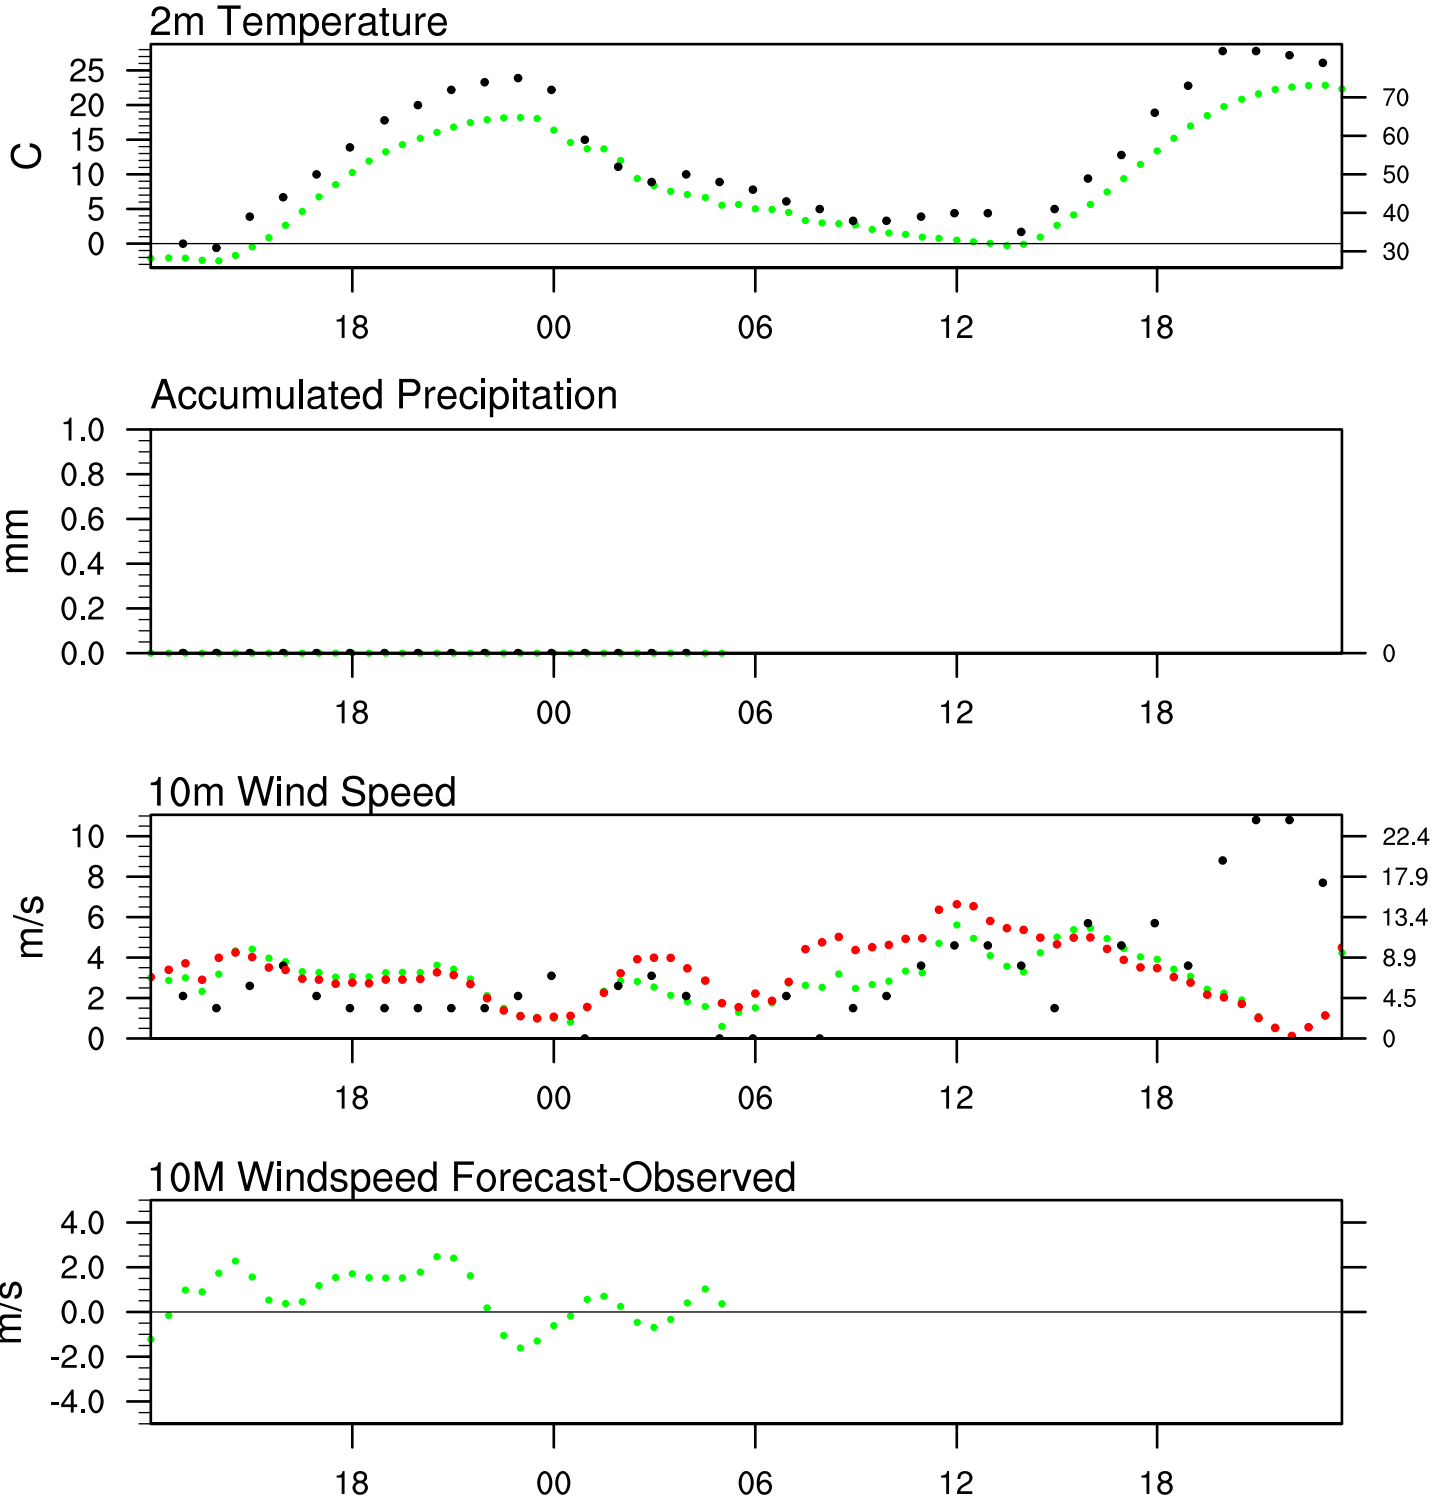 2m Temperature
25
20
15
10
5
0
C
70
60
50
40
30
18 00 06 12 18
Accumulated Precipitation
1.0
0.8
0.6
0.4
0.2
0.0
mm
0
18 00 06 12 18
10m Wind Speed
10
8
6
4
2
0
m/s
22.4
17.9
13.4
8.9
4.5
0
18 00 06 12 18
10M Windspeed Forecast-Observed
4.0
2.0
0.0
-2.0
-4.0
m/s
18 00 06 12 18